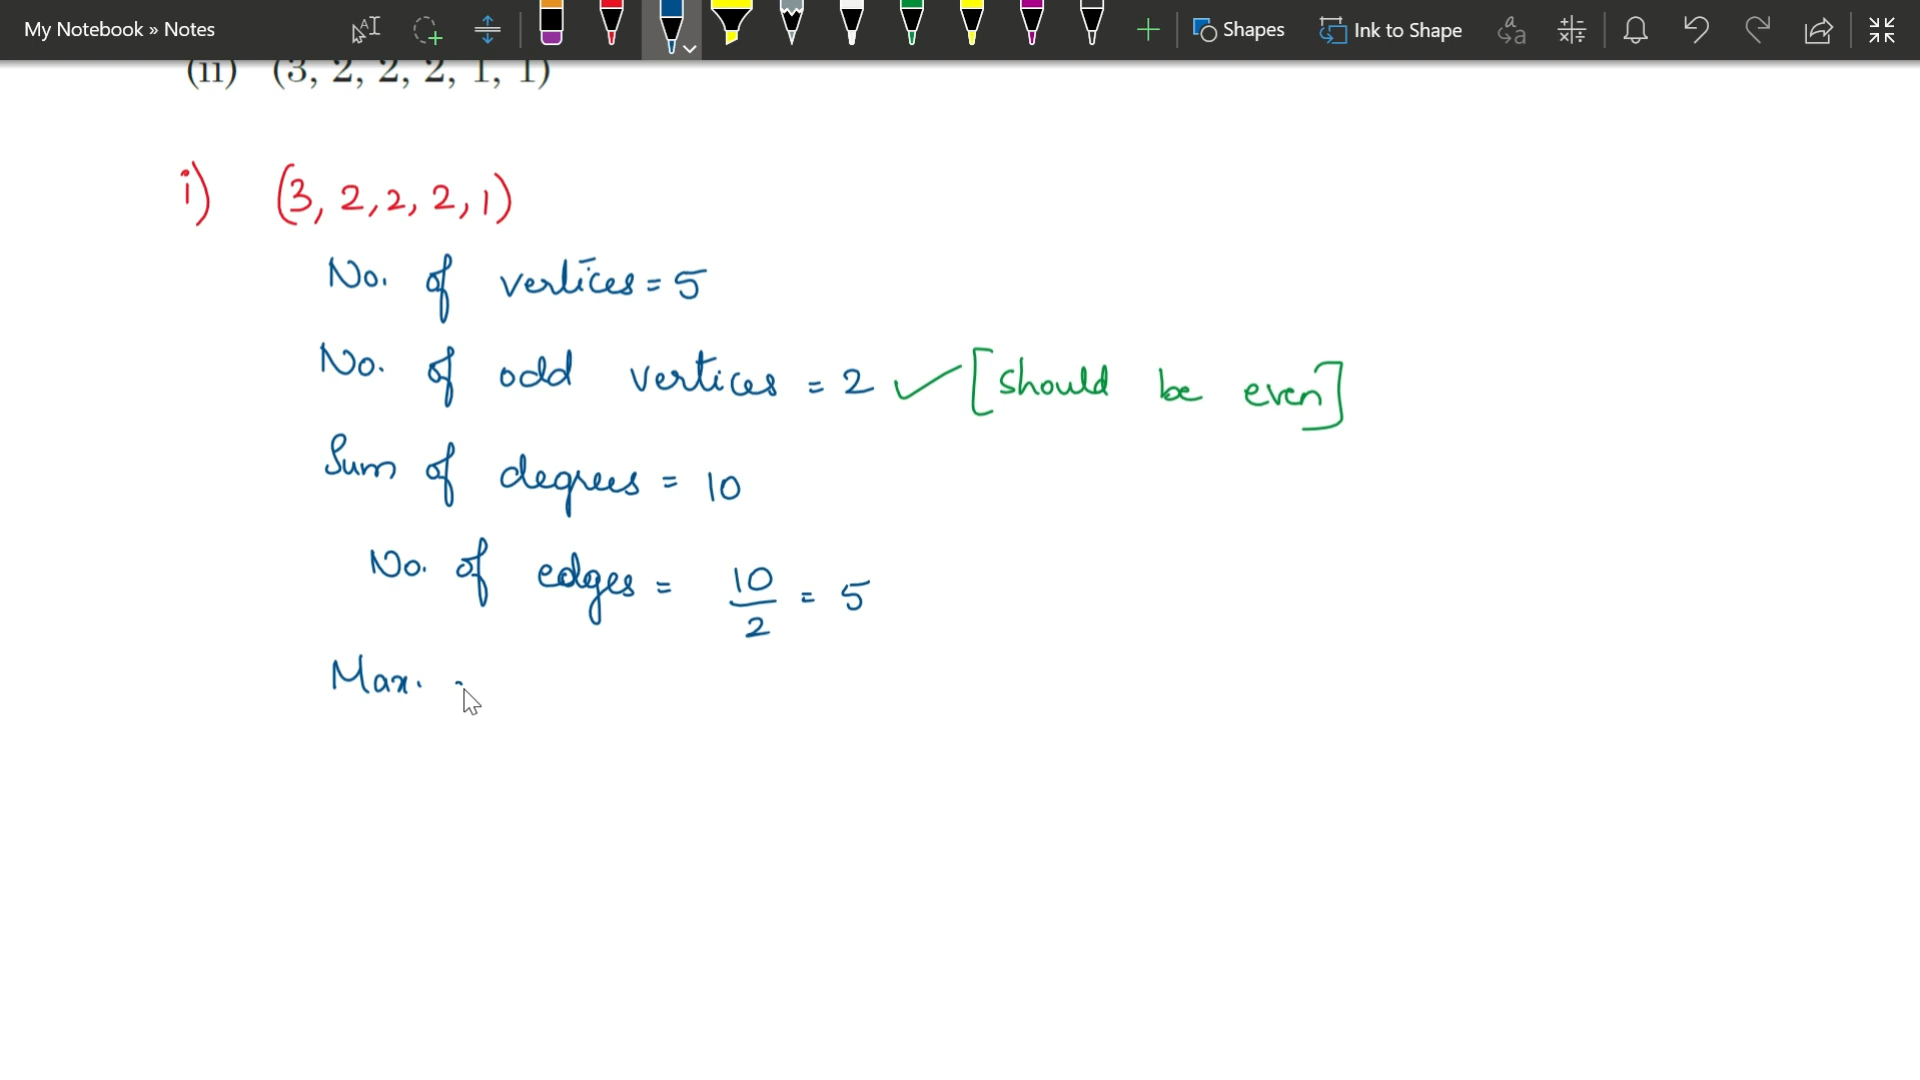 My Notebook » Notes
Shapes
Ink to Shape
(ii) (3, 2, 2, 2, 1, 1)
i) (3, 2, 2, 2, 1)
No. of vertices = 5
No. of odd vertices = 2 ✓ [should be even]
Sum of degrees = 10
No. of edges = 10/2 = 5
Max.